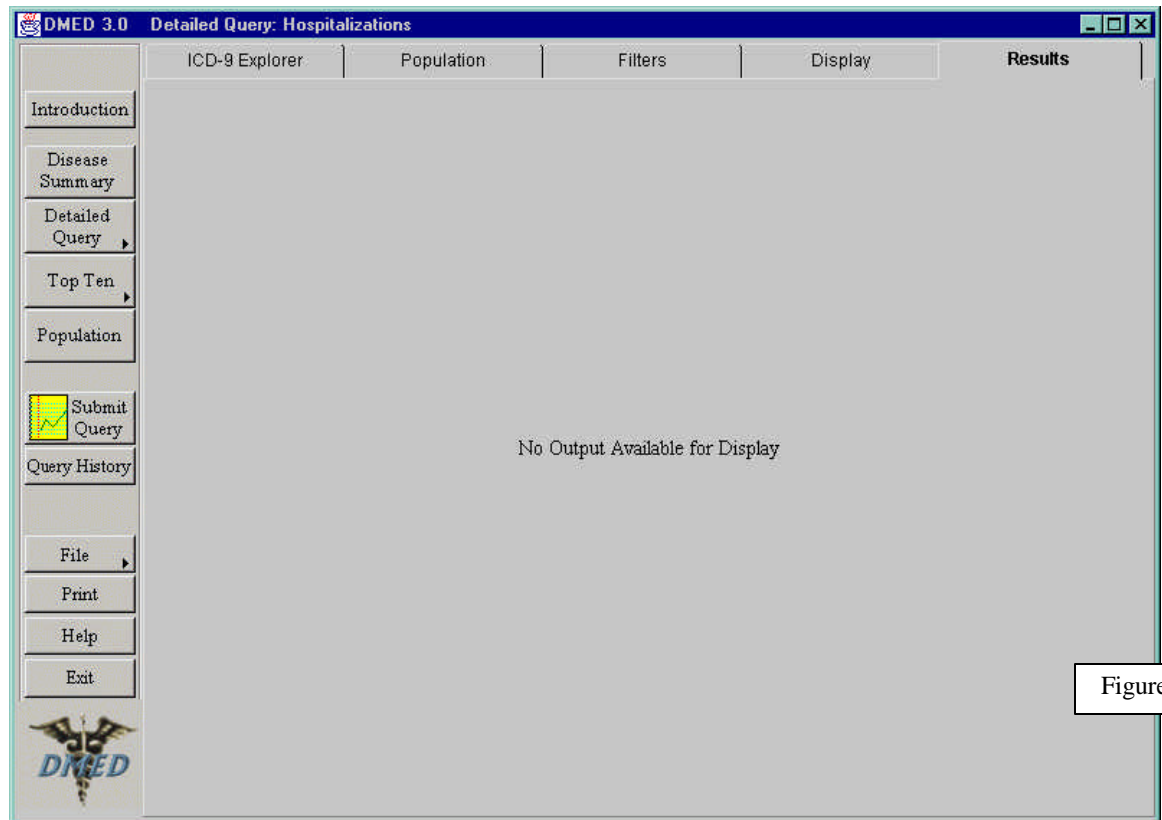 DMED 3.0 Detailed Query: Hospitalizations
ICD-9 Explorer Population Filters Display Results
Introduction
Disease
Summary
Detailed
Query
Top Ten
Population
Submit
Query
Query History
No Output Available for Display
File
Print
Help
Exit
Figure
DMED